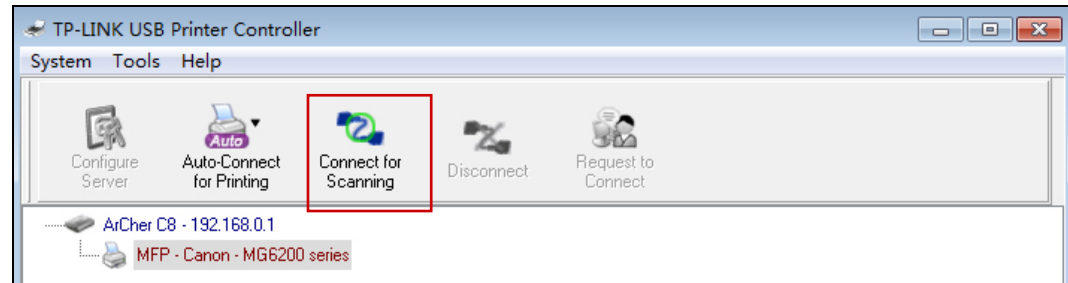 TP-LINK USB Printer Controller
System Tools Help
Auto
Configure
Server
Auto-Connect
for Printing
Connect for
Scanning
Disconnect
Request to
Connect
ArCher C8 - 192.168.0.1
MFP - Canon - MG6200 series